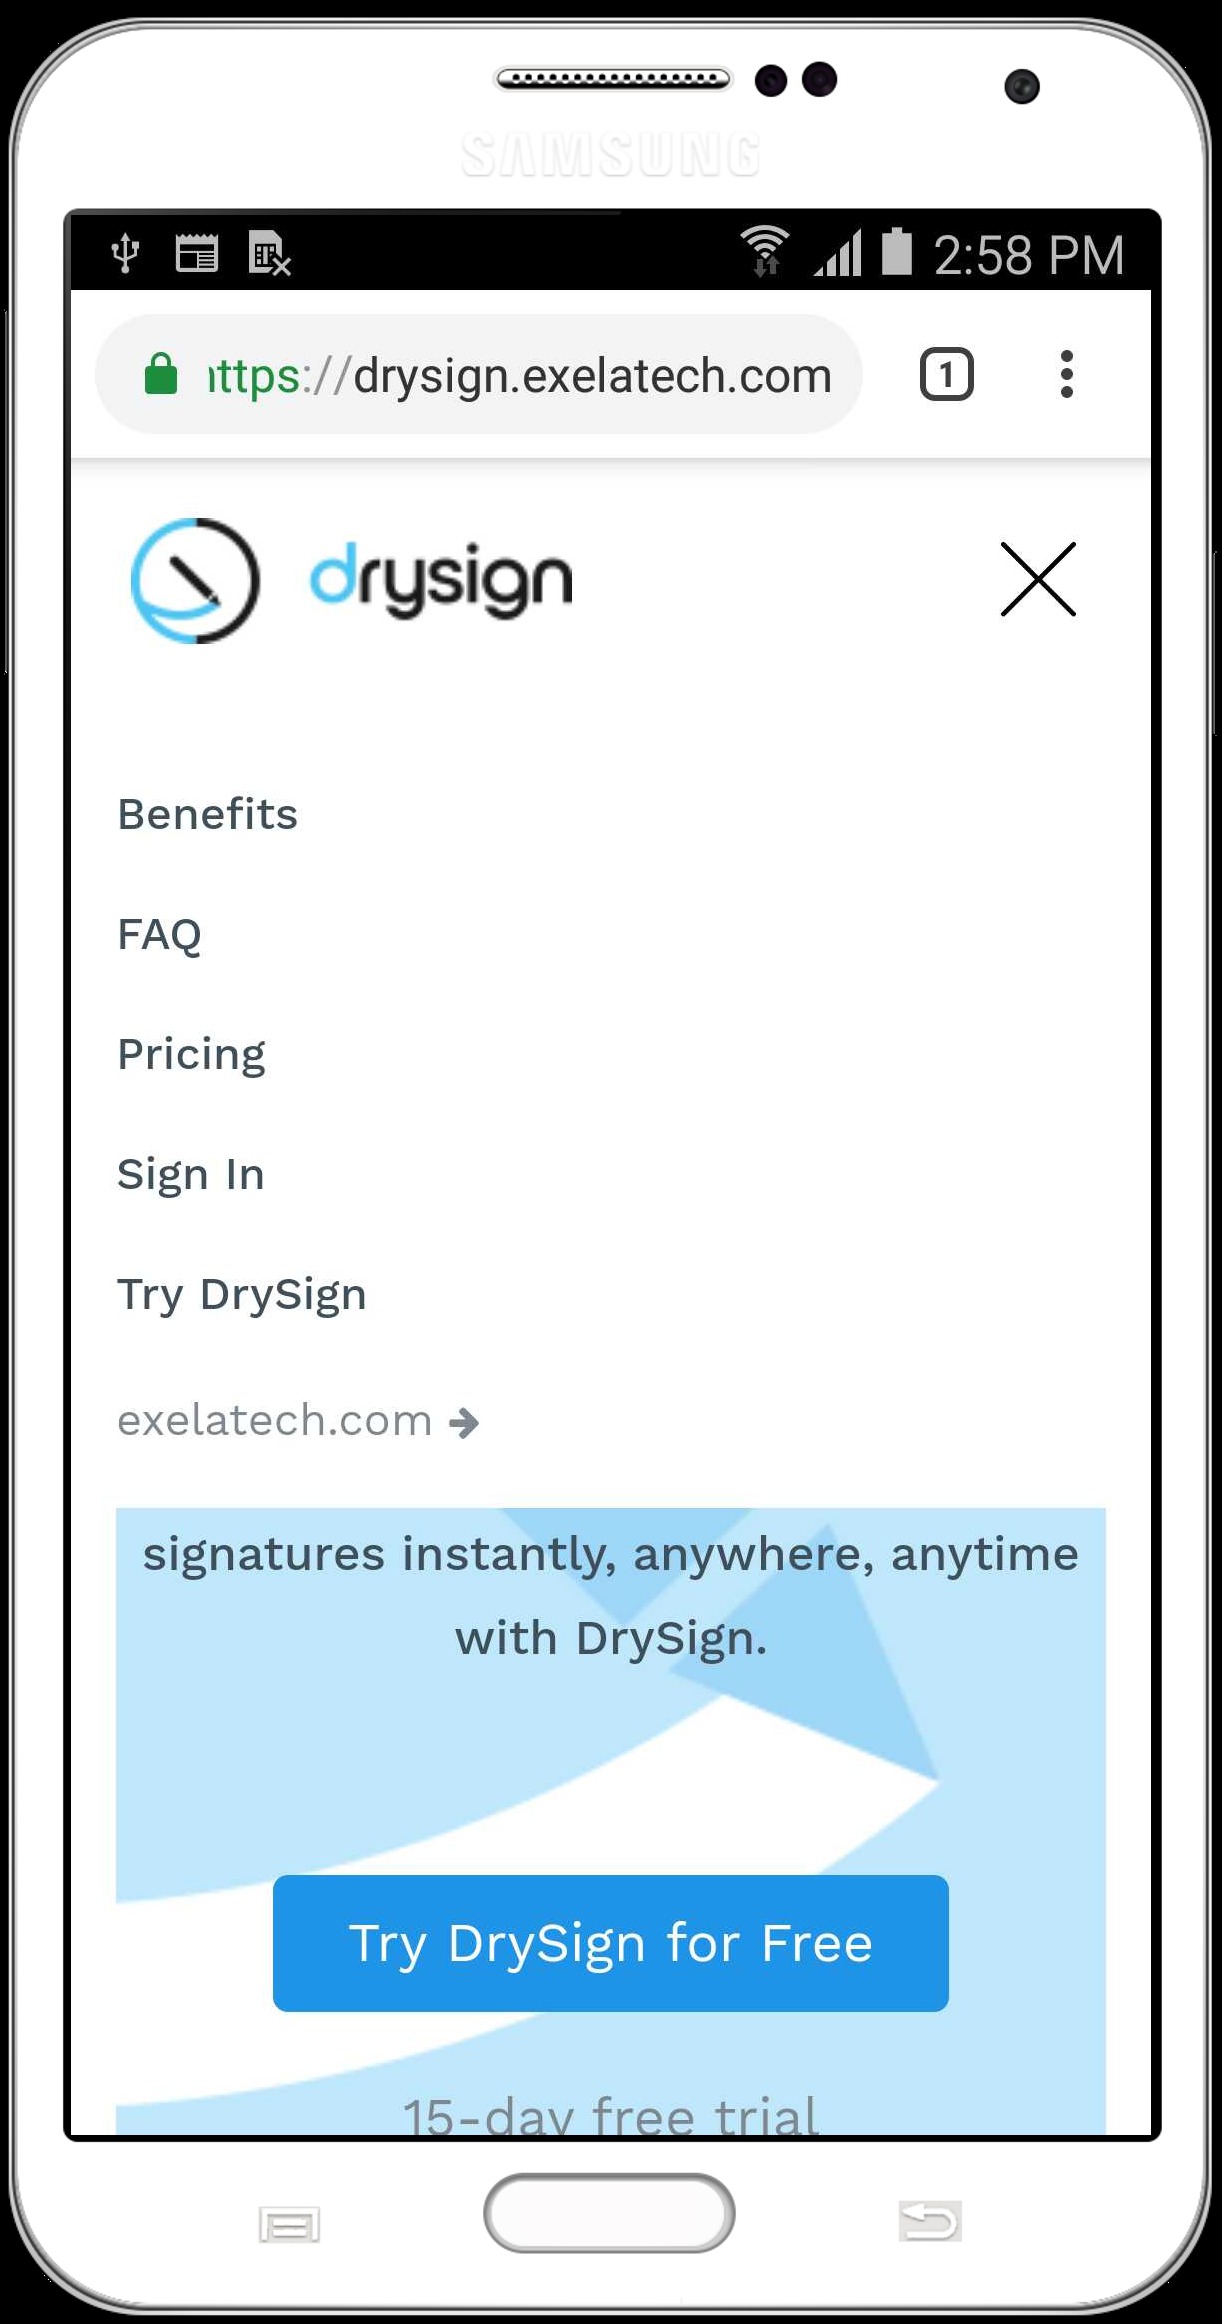 SAMSUNG
2:58 PM
https://drysign.exelatech.com
1
drysign
Benefits
FAQ
Pricing
Sign In
Try DrySign
exelatech.com
signatures instantly, anywhere, anytime
with DrySign.
Try DrySign for Free
15-day free trial